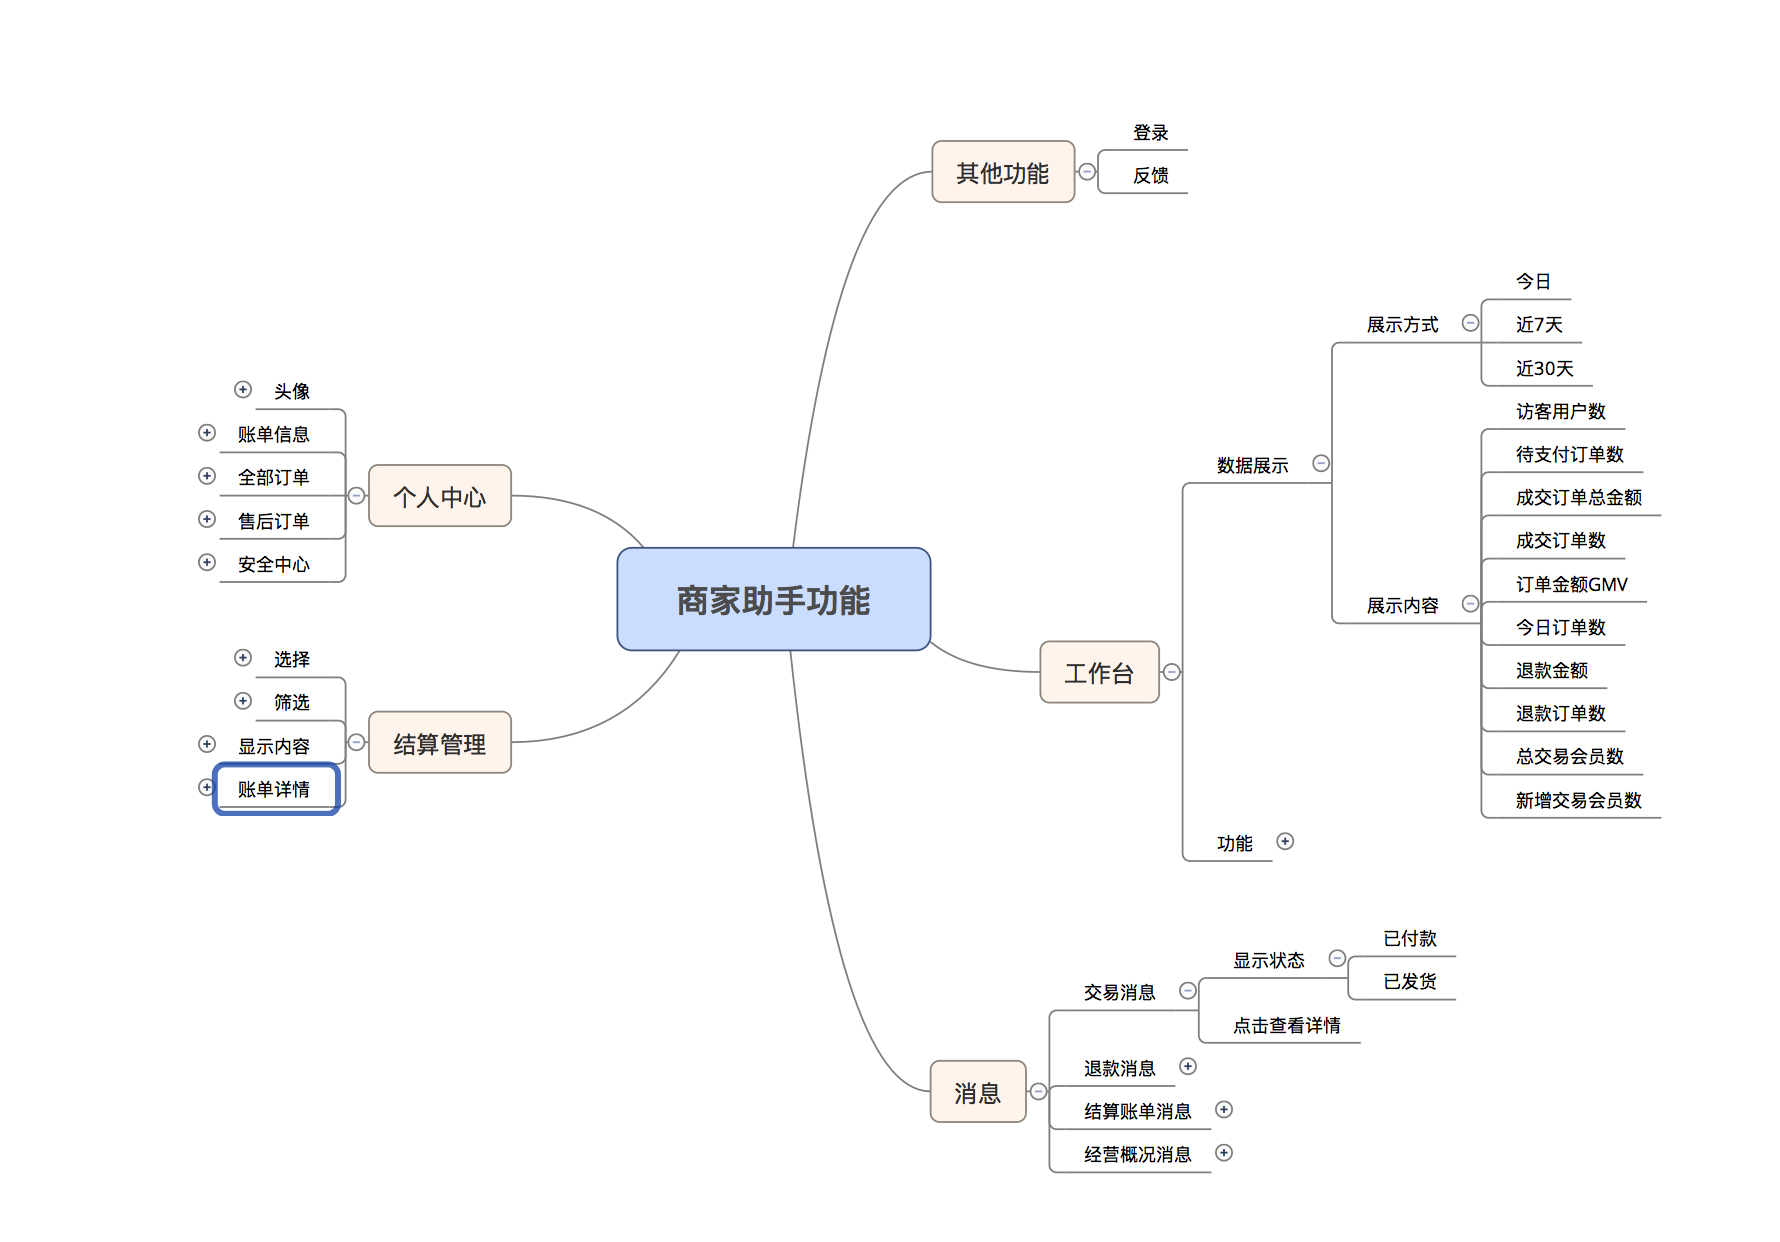 商家助手功能
其他功能
登录
反馈
工作台
数据展示
展示方式
今日
近7天
近30天
展示内容
访客用户数
待支付订单数
成交订单总金额
成交订单数
订单金额GMV
今日订单数
退款金额
退款订单数
总交易会员数
新增交易会员数
功能
消息
交易消息
显示状态
已付款
已发货
点击查看详情
退款消息
结算账单消息
经营概况消息
个人中心
头像
账单信息
全部订单
售后订单
安全中心
结算管理
选择
筛选
显示内容
账单详情